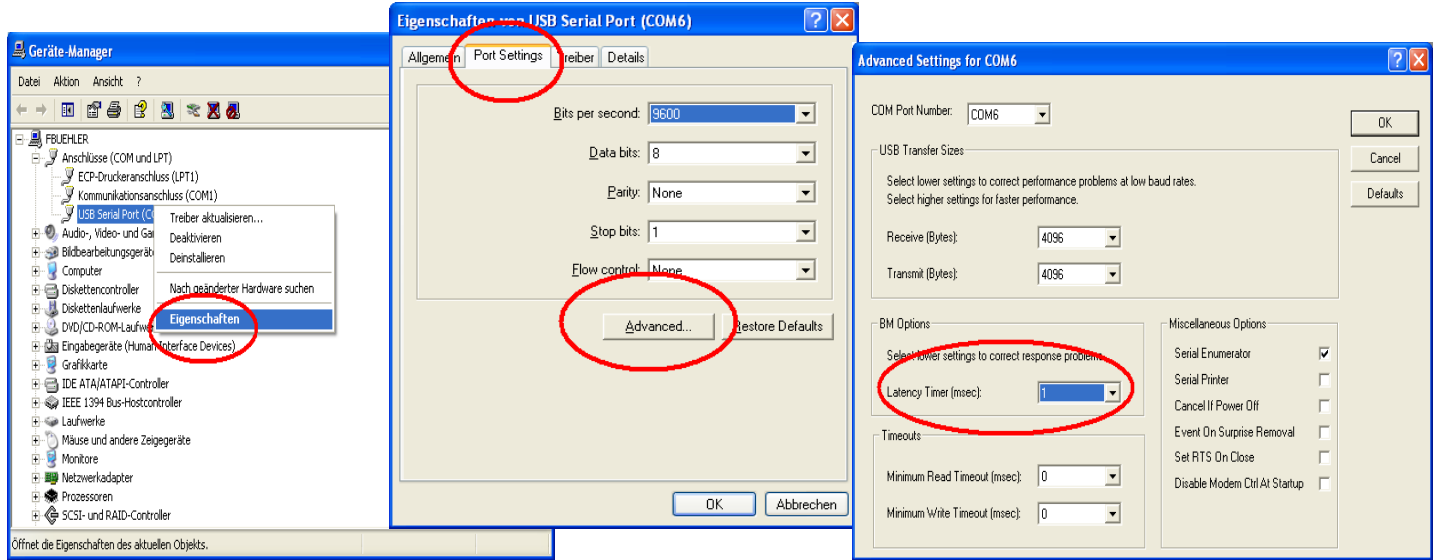 Geräte-Manager
Datei Aktion Ansicht ?
FBUEHLER
Anschlüsse (COM und LPT)
ECP-Druckeranschluss (LPT1)
Kommunikationsanschluss (COM1)
USB Serial Port
Audio-, Video- und
Bildbearbeitungsgerät
Computer
Diskettencontroller
Diskettenlaufwerke
DVD/CD-ROM-Laufwe
Eingabegeräte (Human Interface Devices)
Grafikkarte
IDE ATA/ATAPI-Controller
IEEE 1394 Bus-Hostcontroller
Laufwerke
Mäuse und andere Zeigegeräte
Monitore
Netzwerkadapter
Prozessoren
SCSI- und RAID-Controller
Öffnet die Eigenschaften des aktuellen Objekts.
Treiber aktualisieren...
Deaktivieren
Deinstallieren
Nach geänderter Hardware suchen
Eigenschaften
Eigenschaften von USB Serial Port (COM6)
Allgemein Port Settings Treiber Details
Bits per second: 9600
Data bits: 8
Parity: None
Stop bits: 1
Flow control: None
Advanced... Restore Defaults
OK Abbrechen
Advanced Settings for COM6
COM Port Number: COM6
OK
Cancel
Defaults
USB Transfer Sizes
Select lower settings to correct performance problems at low baud rates.
Select higher settings for faster performance.
Receive (Bytes): 4096
Transmit (Bytes): 4096
BM Options
Select lower settings to correct response problems.
Latency Timer (msec): 1
Timeouts
Minimum Read Timeout (msec): 0
Minimum Write Timeout (msec): 0
Miscellaneous Options
Serial Enumerator
Serial Printer
Cancel If Power Off
Event On Surprise Removal
Set RTS On Close
Disable Modem Ctrl At Startup